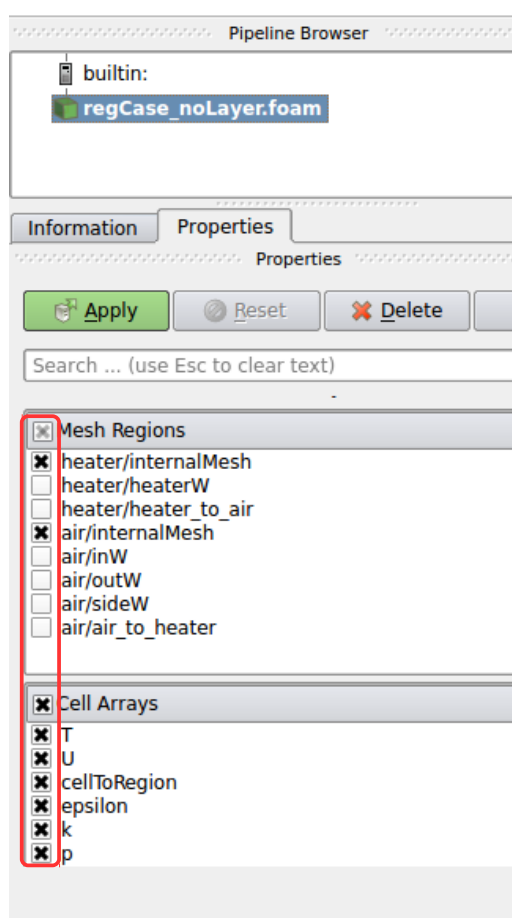 Pipeline Browser
builtin:
regCase_noLayer.foam
Information Properties
Properties
Apply Reset Delete
Search ... (use Esc to clear text)
Mesh Regions
heater/internalMesh
heater/heaterW
heater/heater_to_air
air/internalMesh
air/inW
air/outW
air/sideW
air/air_to_heater
Cell Arrays
T
U
cellToRegion
epsilon
k
p